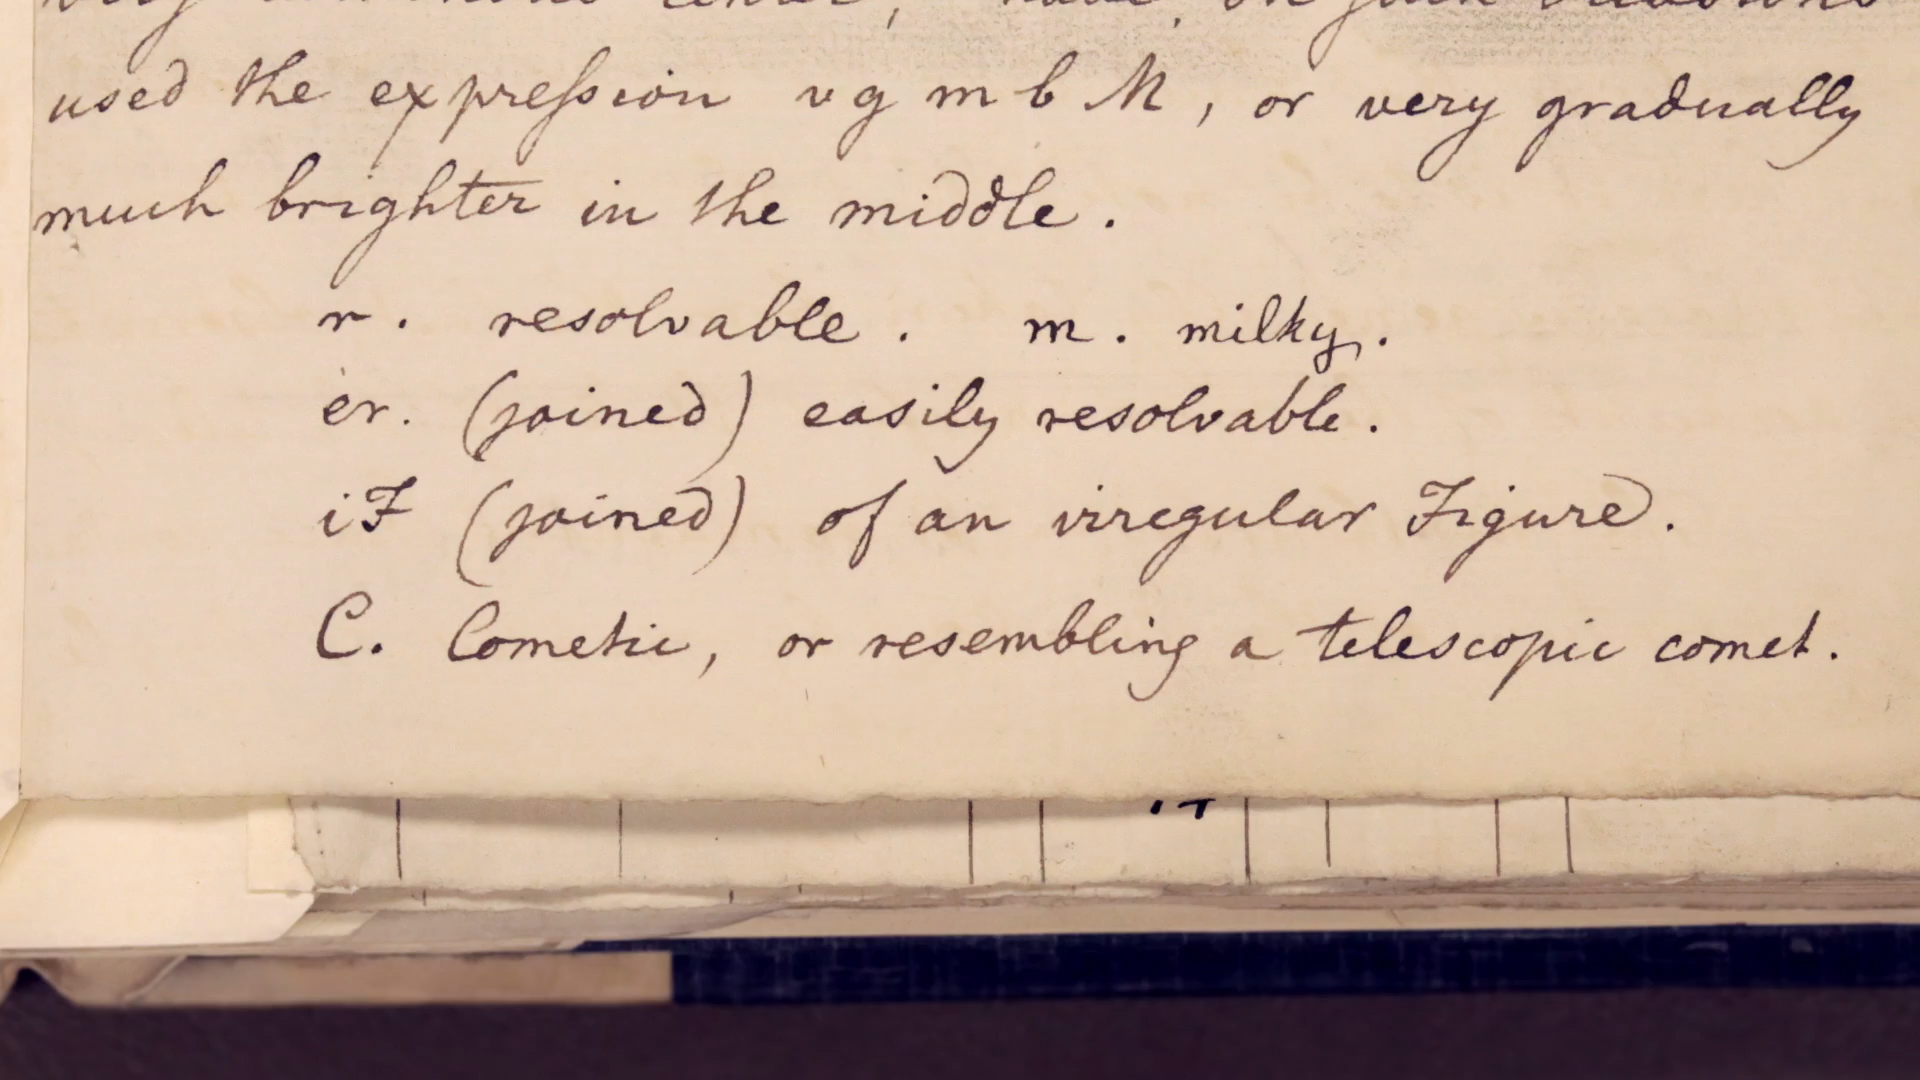 used the expression v g m b M, or very gradually
much brighter in the middle.
r. resolvable. m. milky.
er. (joined) easily resolvable.
iF (joined) of an irregular Figure.
C. Cometic, or resembling a telescopic comet.